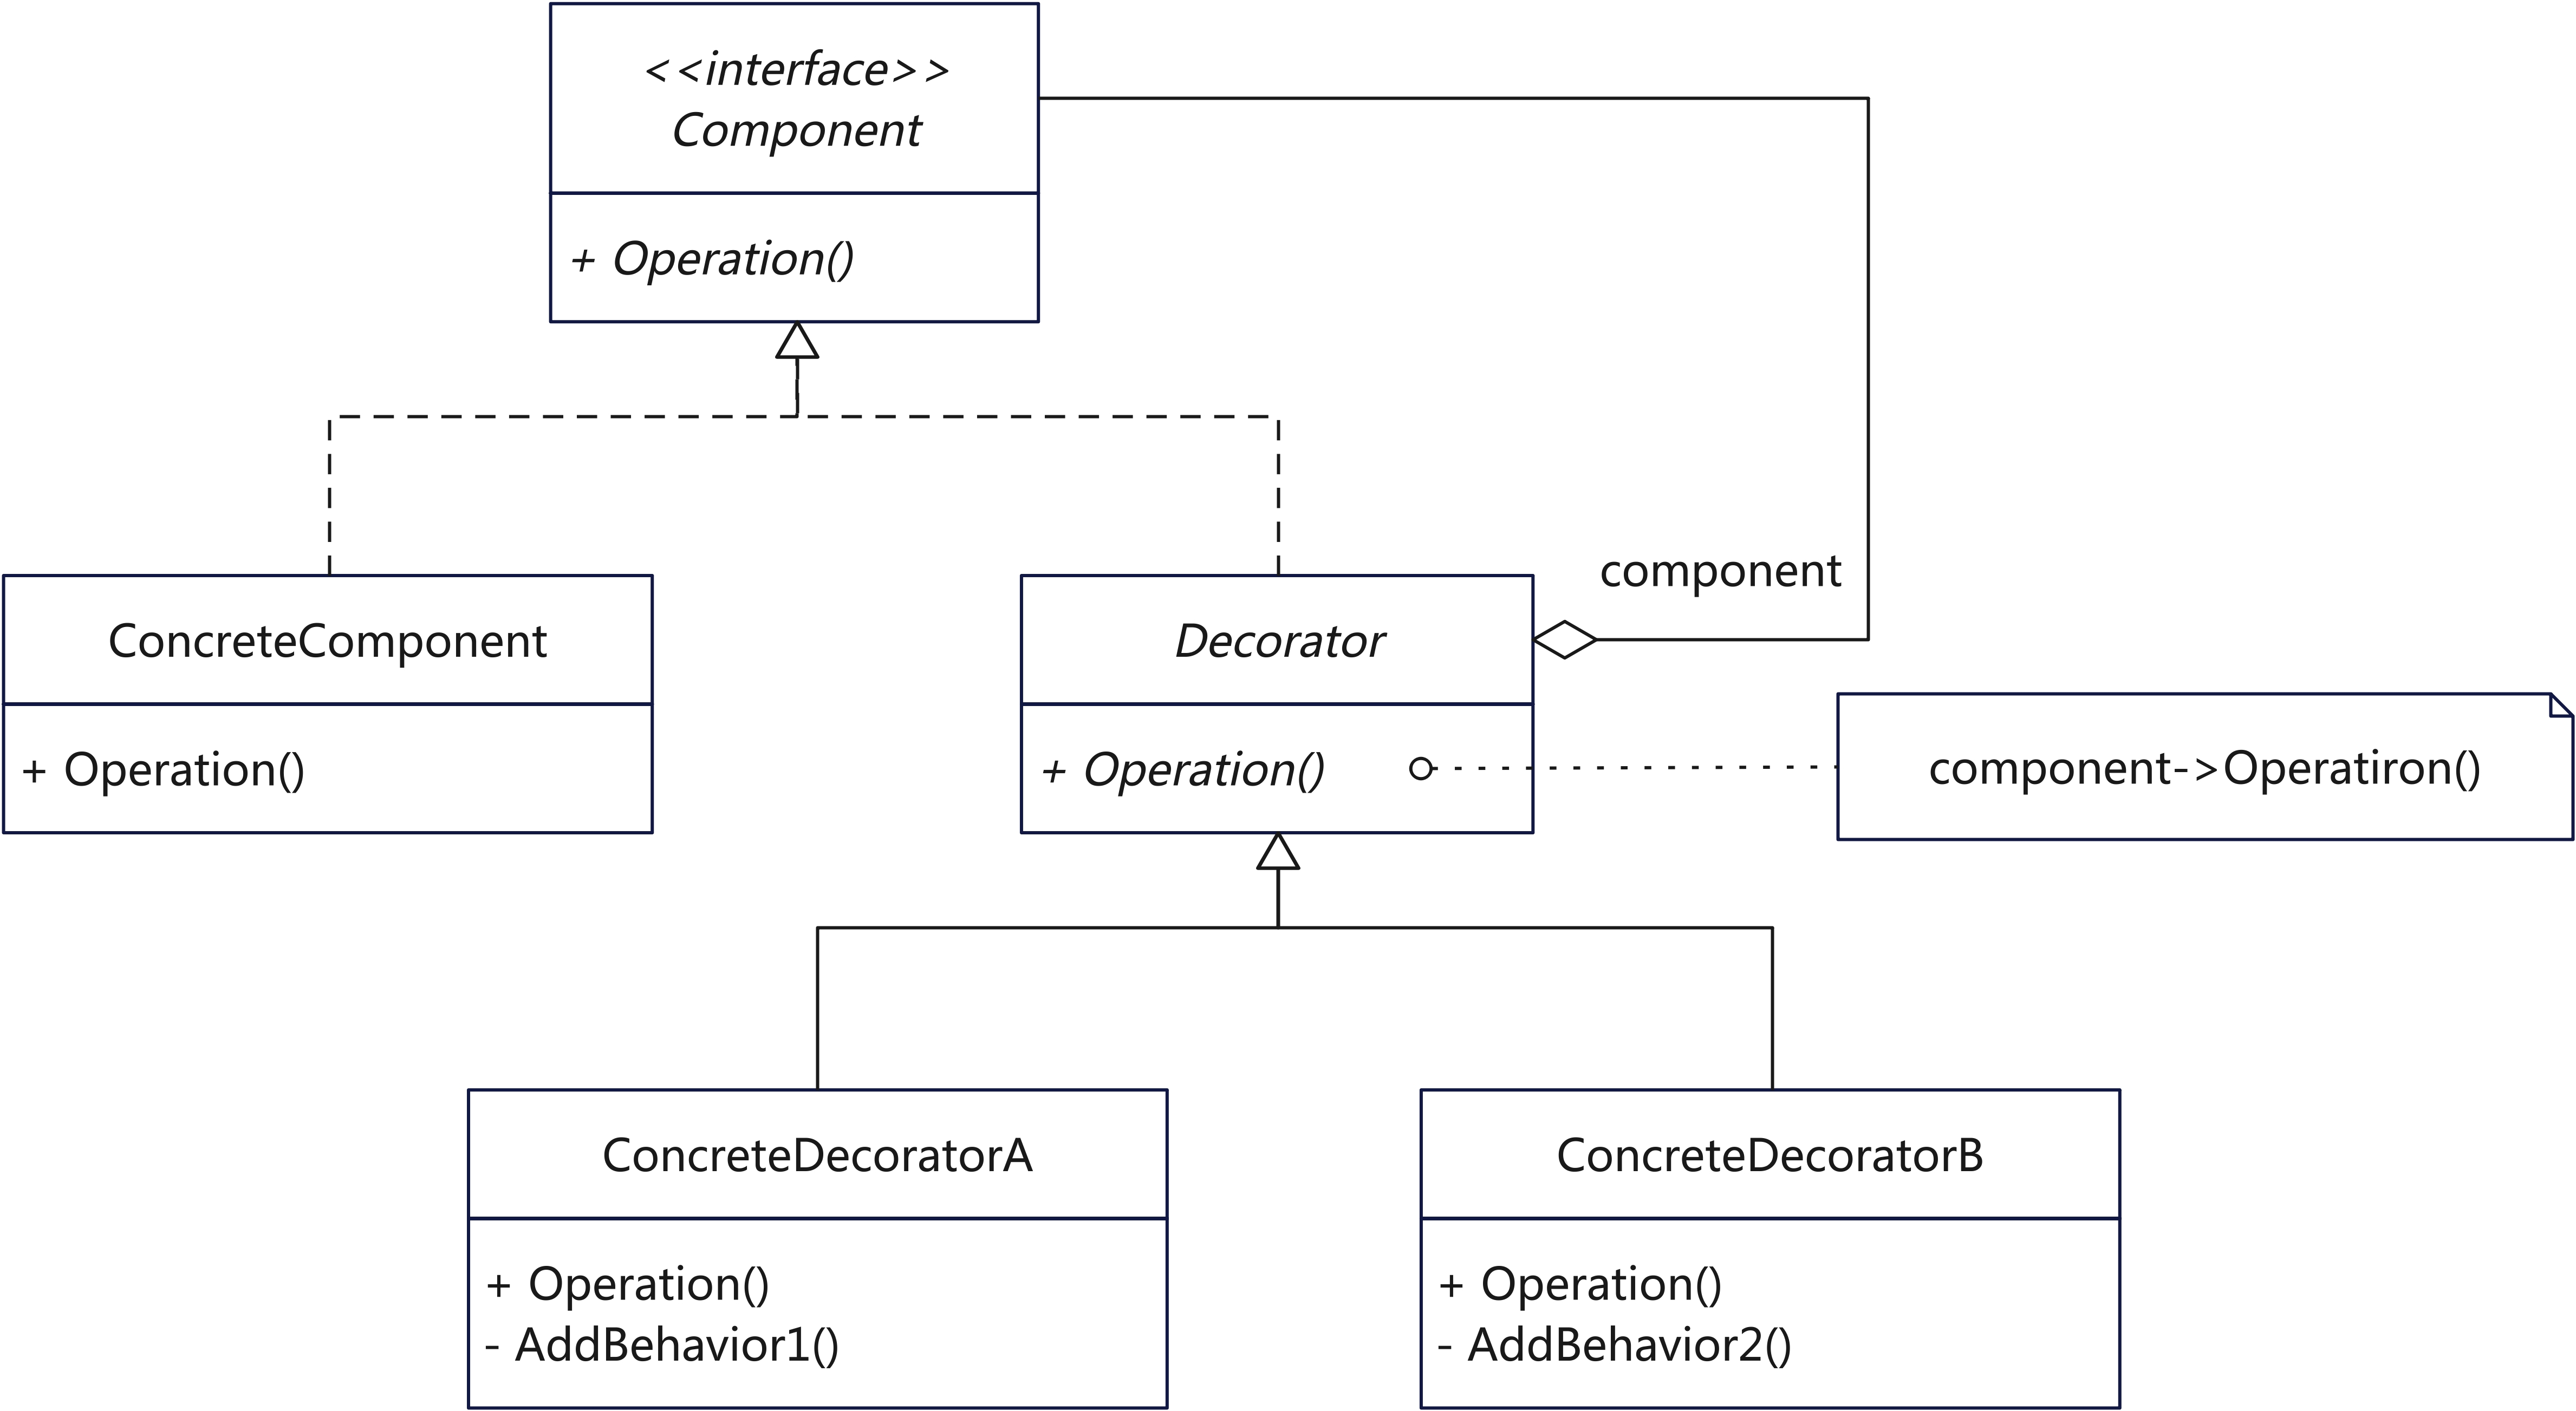 <<interface>>
Component
+ Operation()
component
ConcreteComponent
+ Operation()
Decorator
+ Operation()
component->Operatiron()
ConcreteDecoratorA
+ Operation()
- AddBehavior1()
ConcreteDecoratorB
+ Operation()
- AddBehavior2()